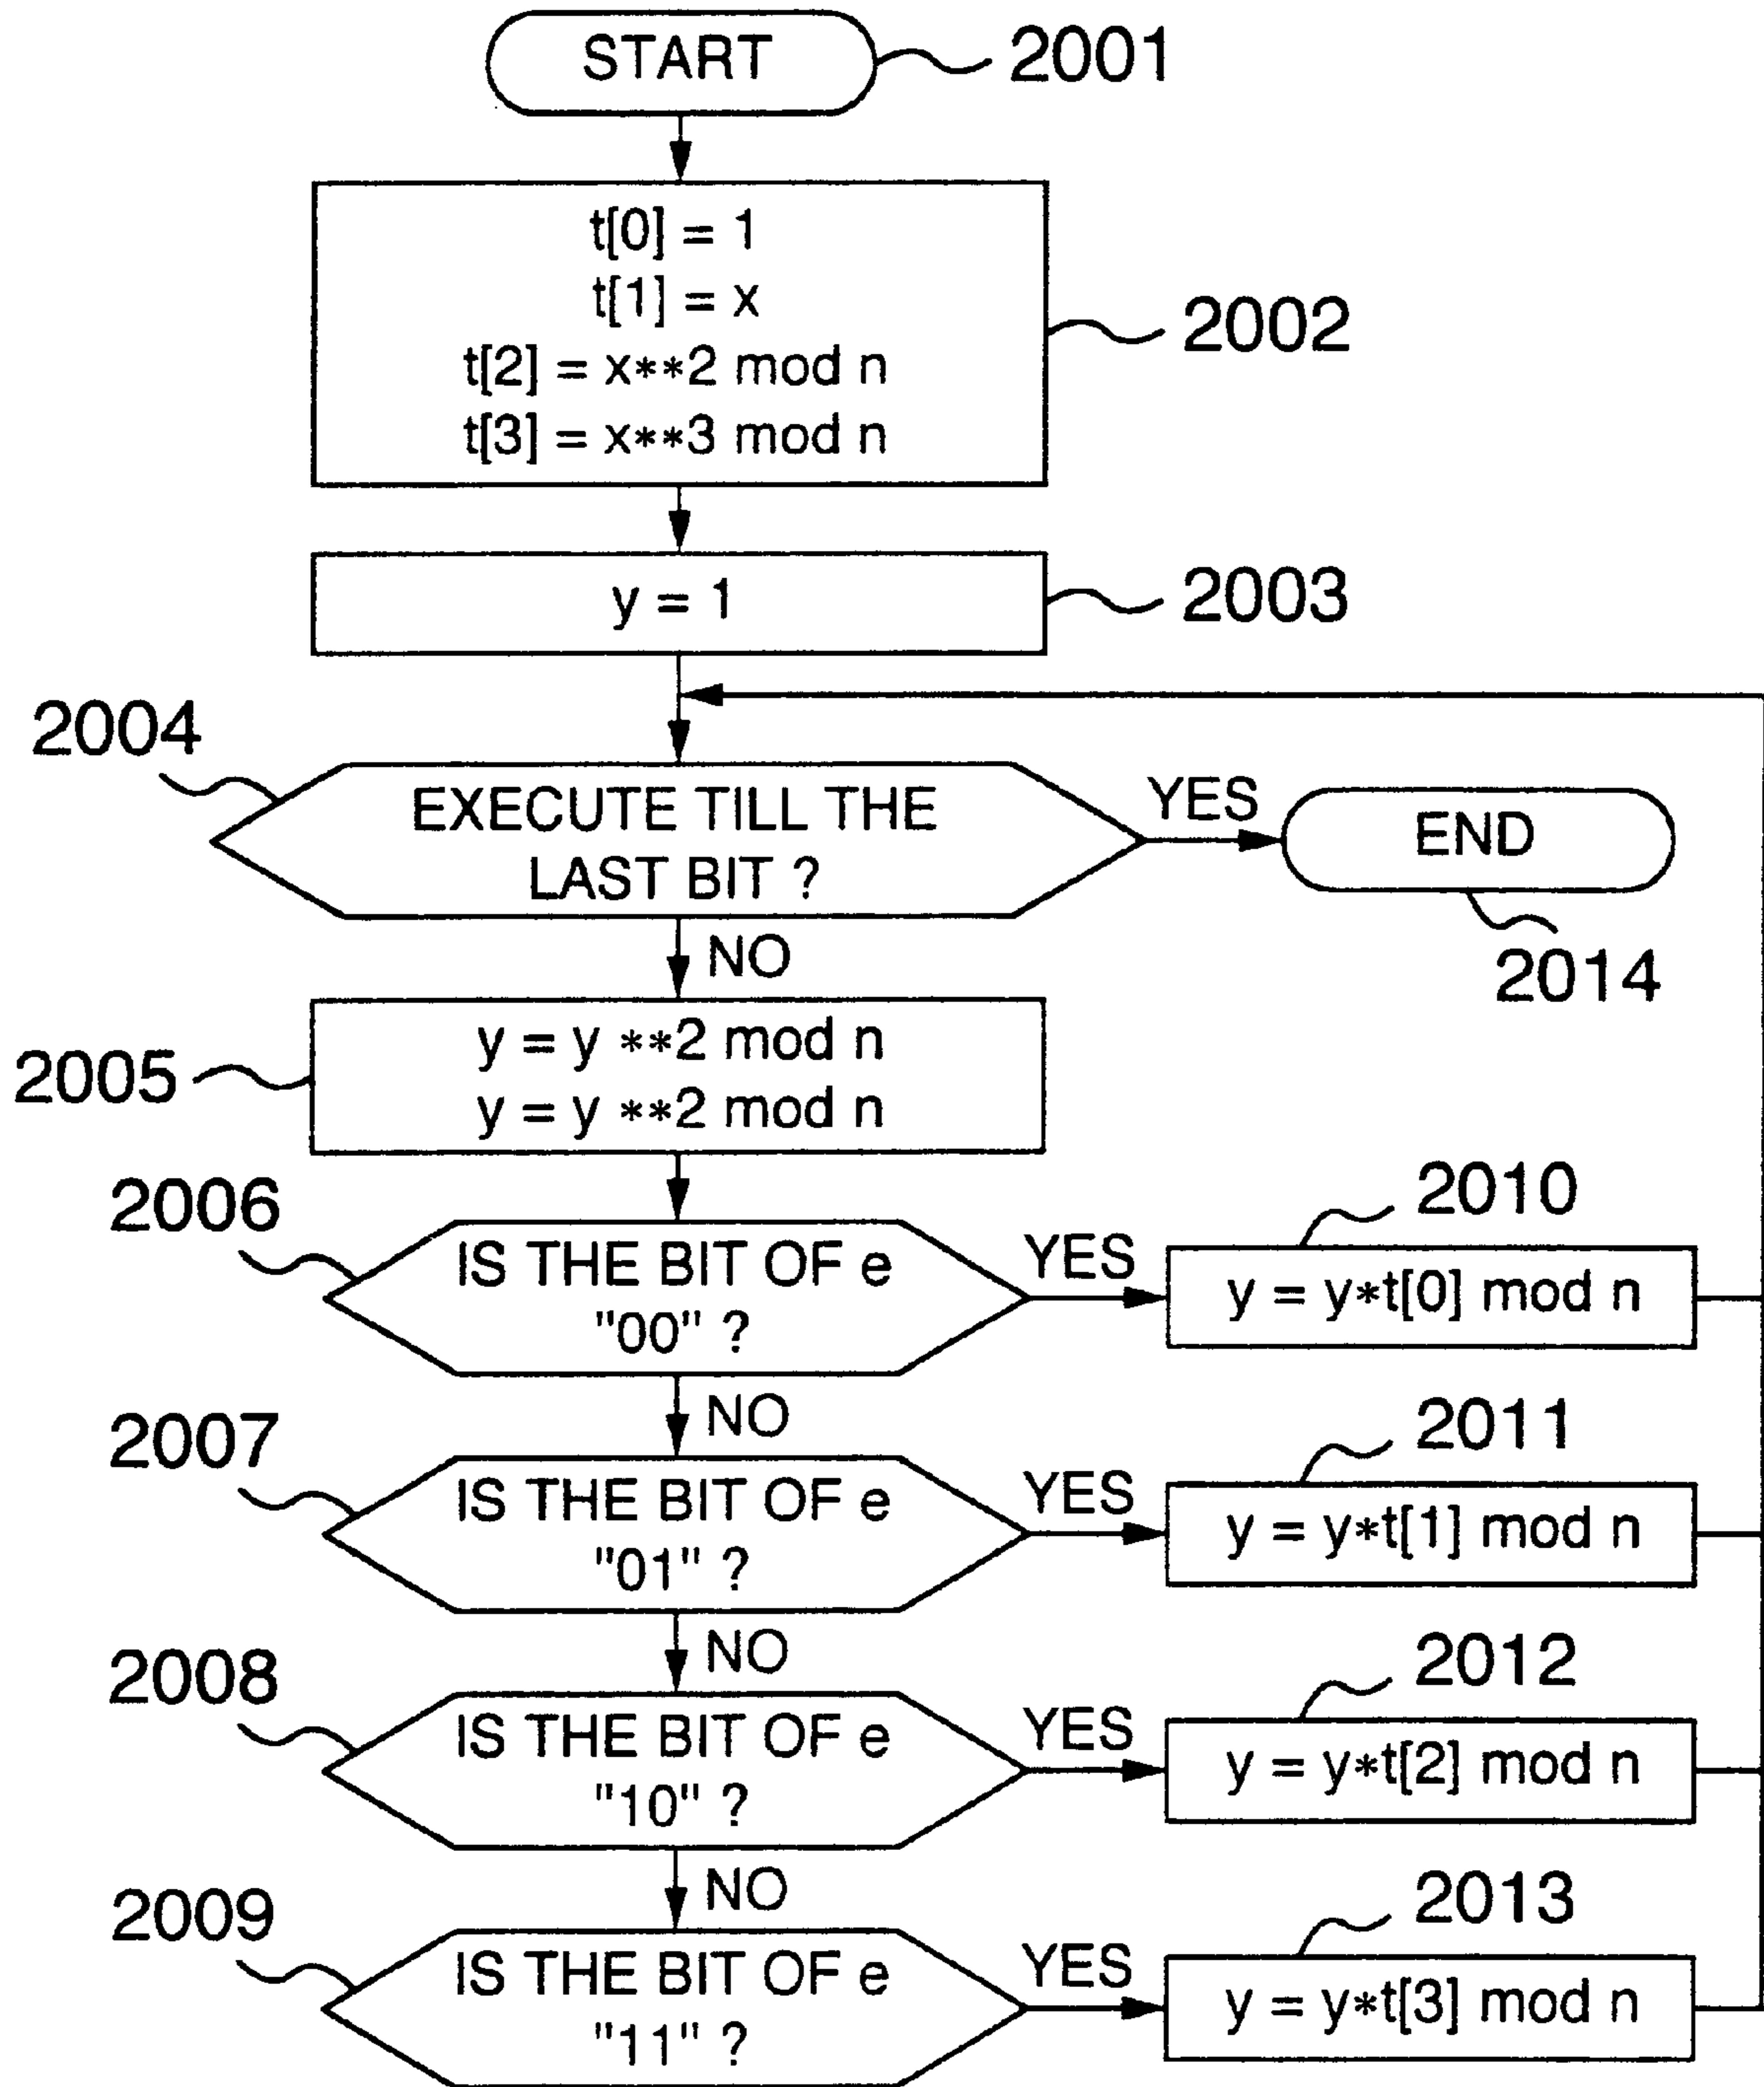 START
2001
t[0] = 1
t[1] = x
t[2] = x**2 mod n
t[3] = x**3 mod n
2002
y = 1
2003
2004
EXECUTE TILL THE
LAST BIT ?
YES
END
2014
NO
2005
y = y **2 mod n
y = y **2 mod n
2006
IS THE BIT OF e
"00" ?
YES
2010
y = y*t[0] mod n
NO
2007
IS THE BIT OF e
"01" ?
YES
2011
y = y*t[1] mod n
NO
2008
IS THE BIT OF e
"10" ?
YES
2012
y = y*t[2] mod n
NO
2009
IS THE BIT OF e
"11" ?
YES
2013
y = y*t[3] mod n